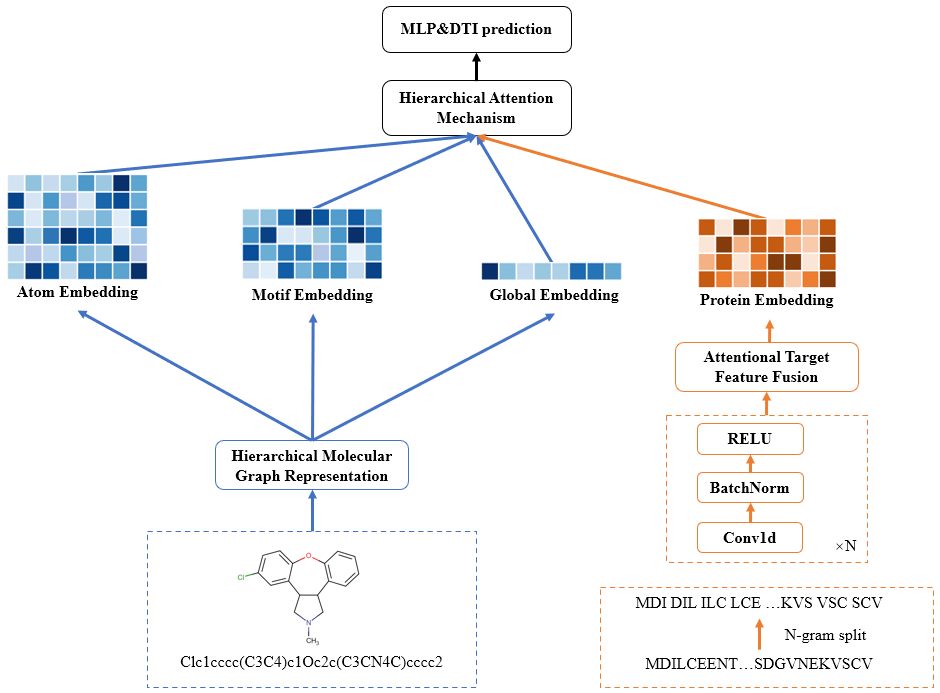 MLP&DTI prediction
Hierarchical Attention
Mechanism
Atom Embedding
Motif Embedding
Global Embedding
Protein Embedding
Attentional Target
Feature Fusion
RELU
BatchNorm
Conv1d
×N
Hierarchical Molecular
Graph Representation
Cl
O
N
CH3
Clc1cccc(C3C4)c1Oc2c(C3CN4C)cccc2
MDI DIL ILC LCE ...KVS VSC SCV
N-gram split
MDILCEENT...SDGVNEKVSCV